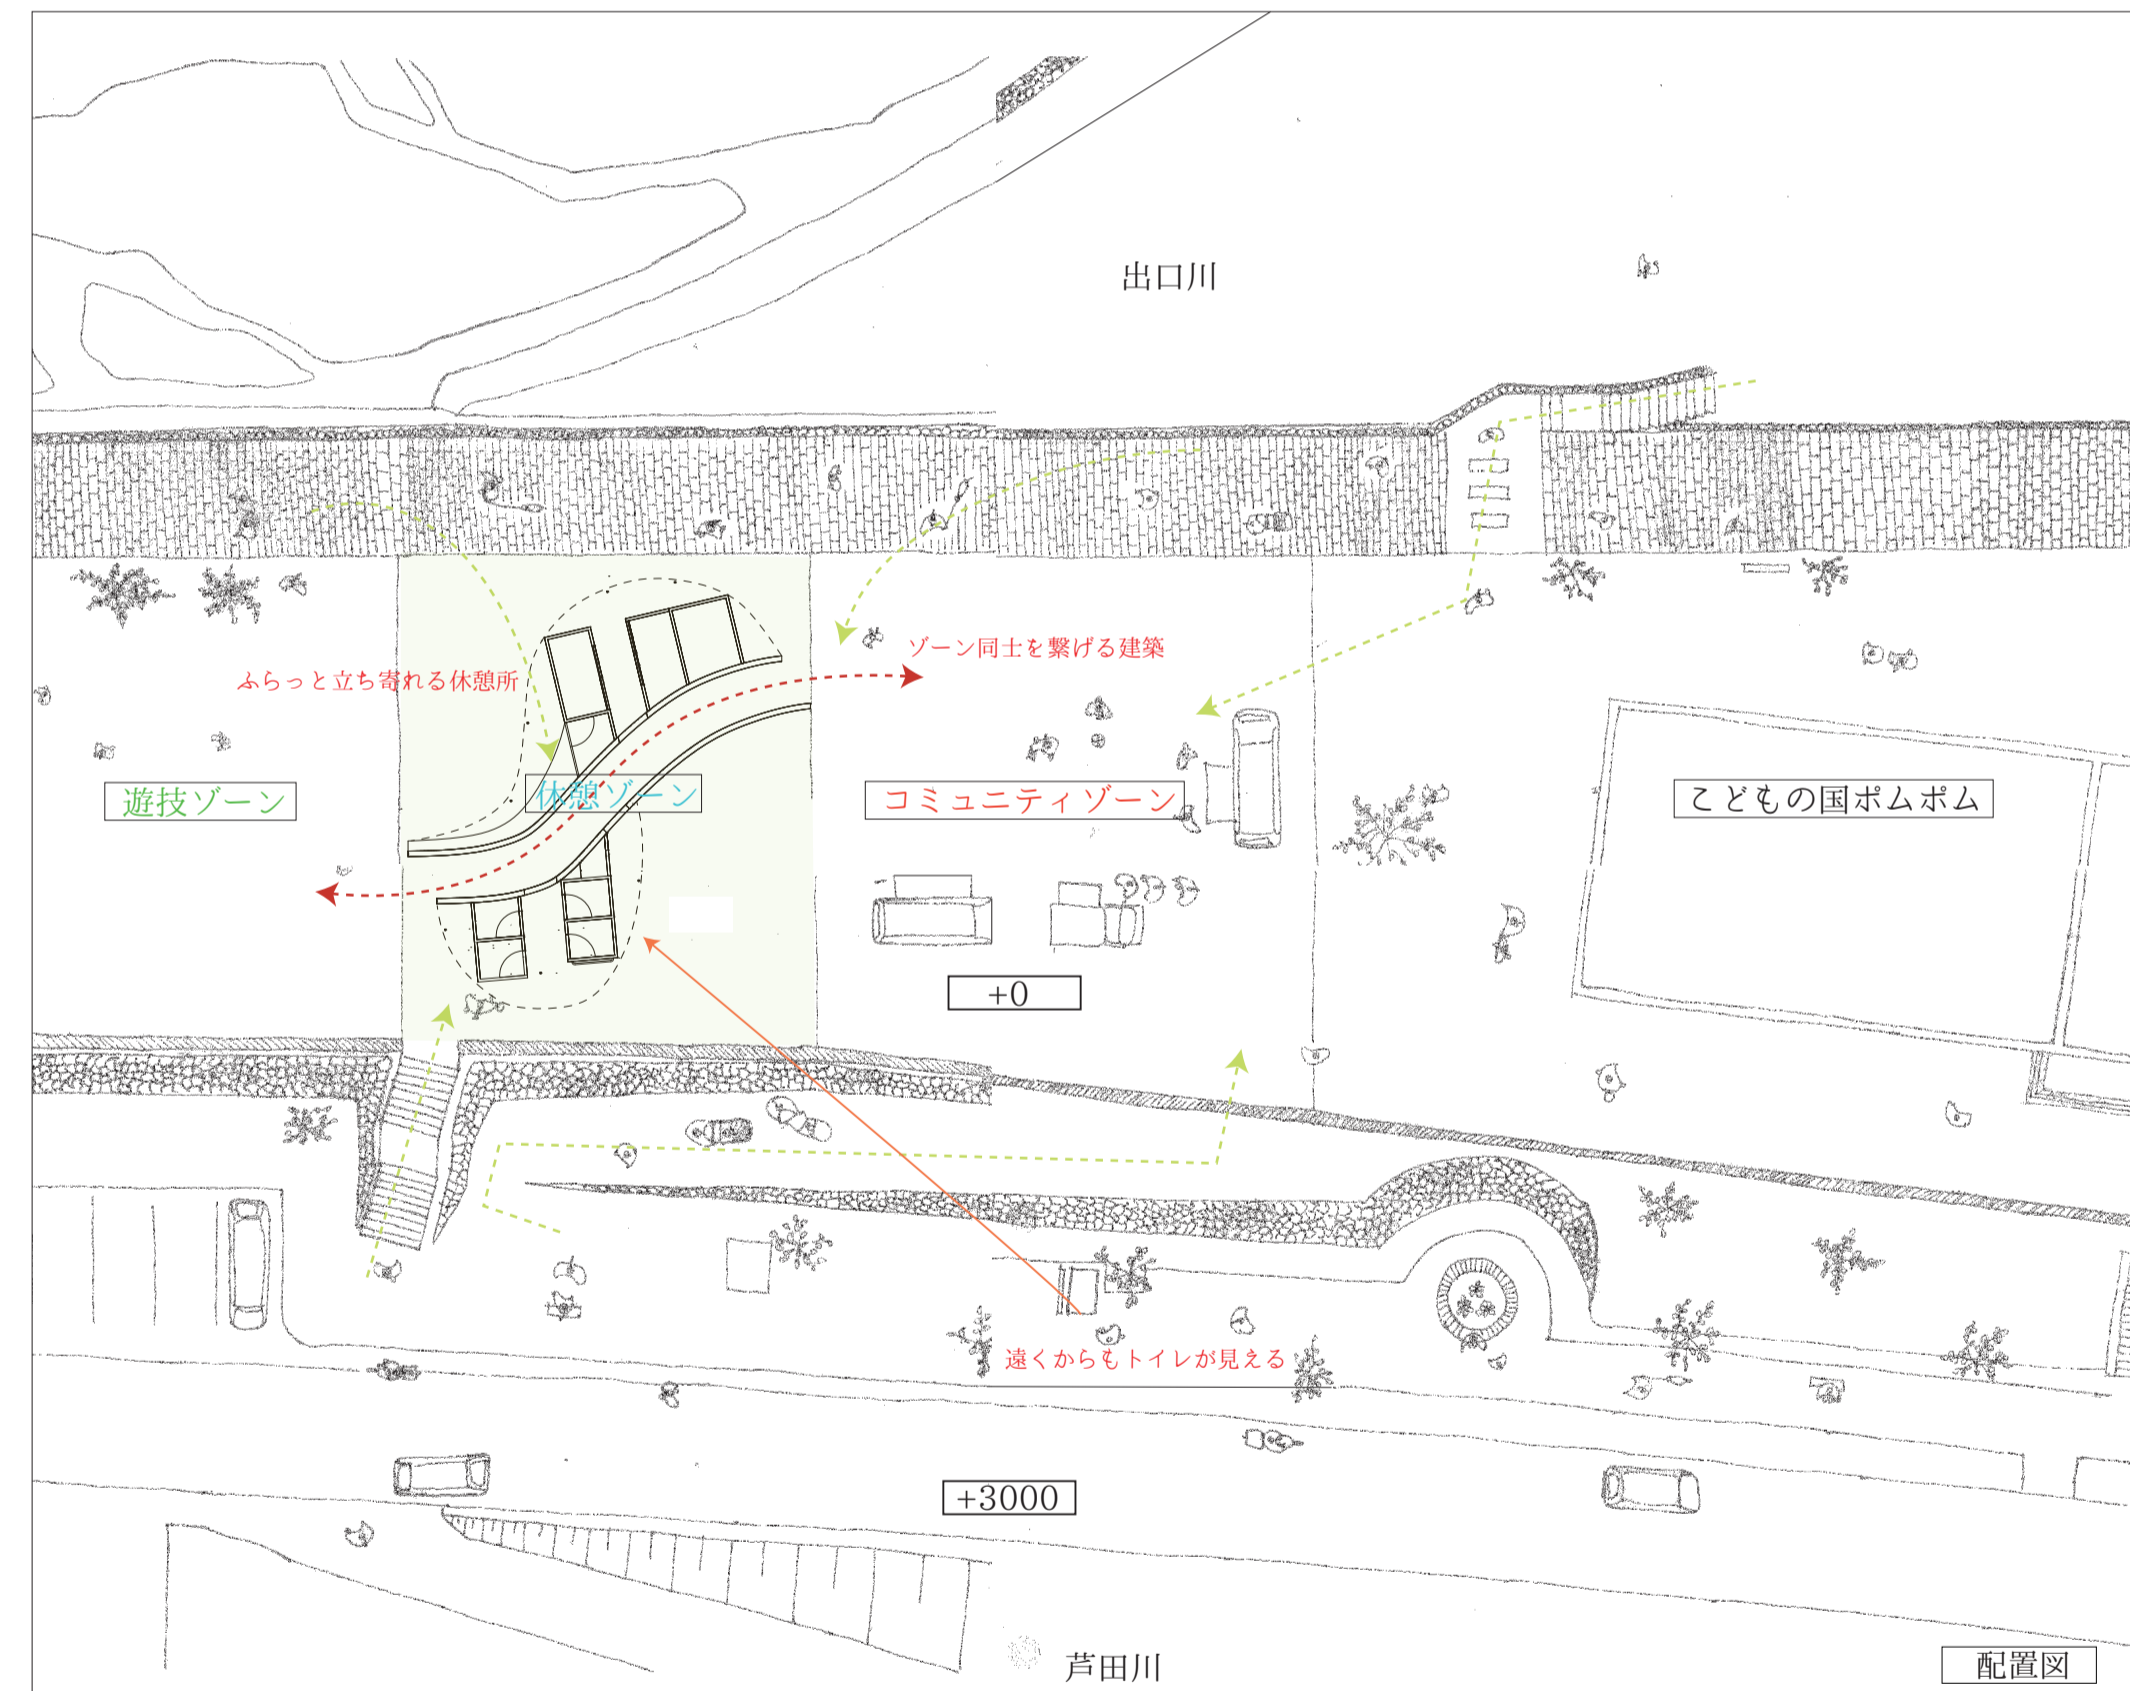 出口川
ゾーン同士を繋げる建築
ふらっと立ち寄れる休憩所
遊技ゾーン
休憩ゾーン
コミュニティゾーン
こどもの国ポムポム
+0
遠くからもトイレが見える
+3000
芦田川
配置図